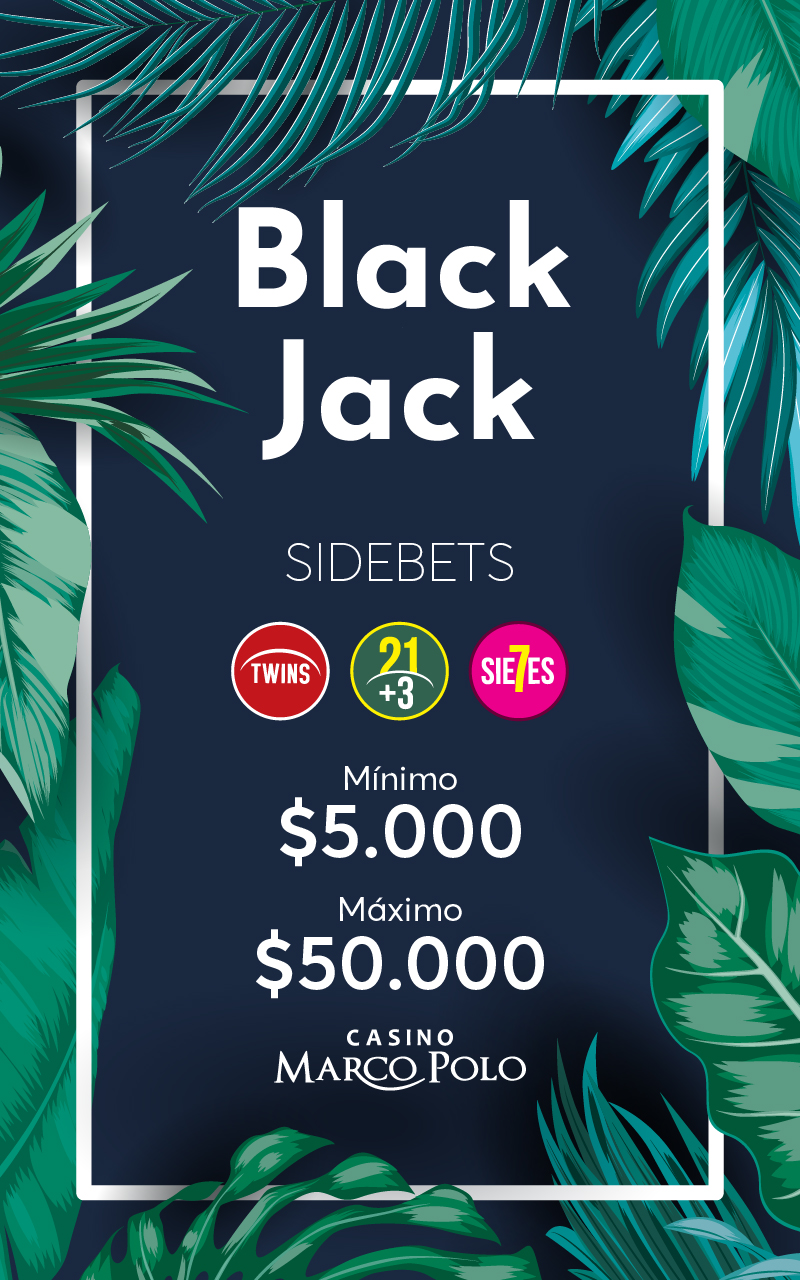 Black
Jack
SIDEBETS
TWINS
21
+3
SIE7ES
Mínimo
$5.000
Máximo
$50.000
CASINO
MARCO POLO